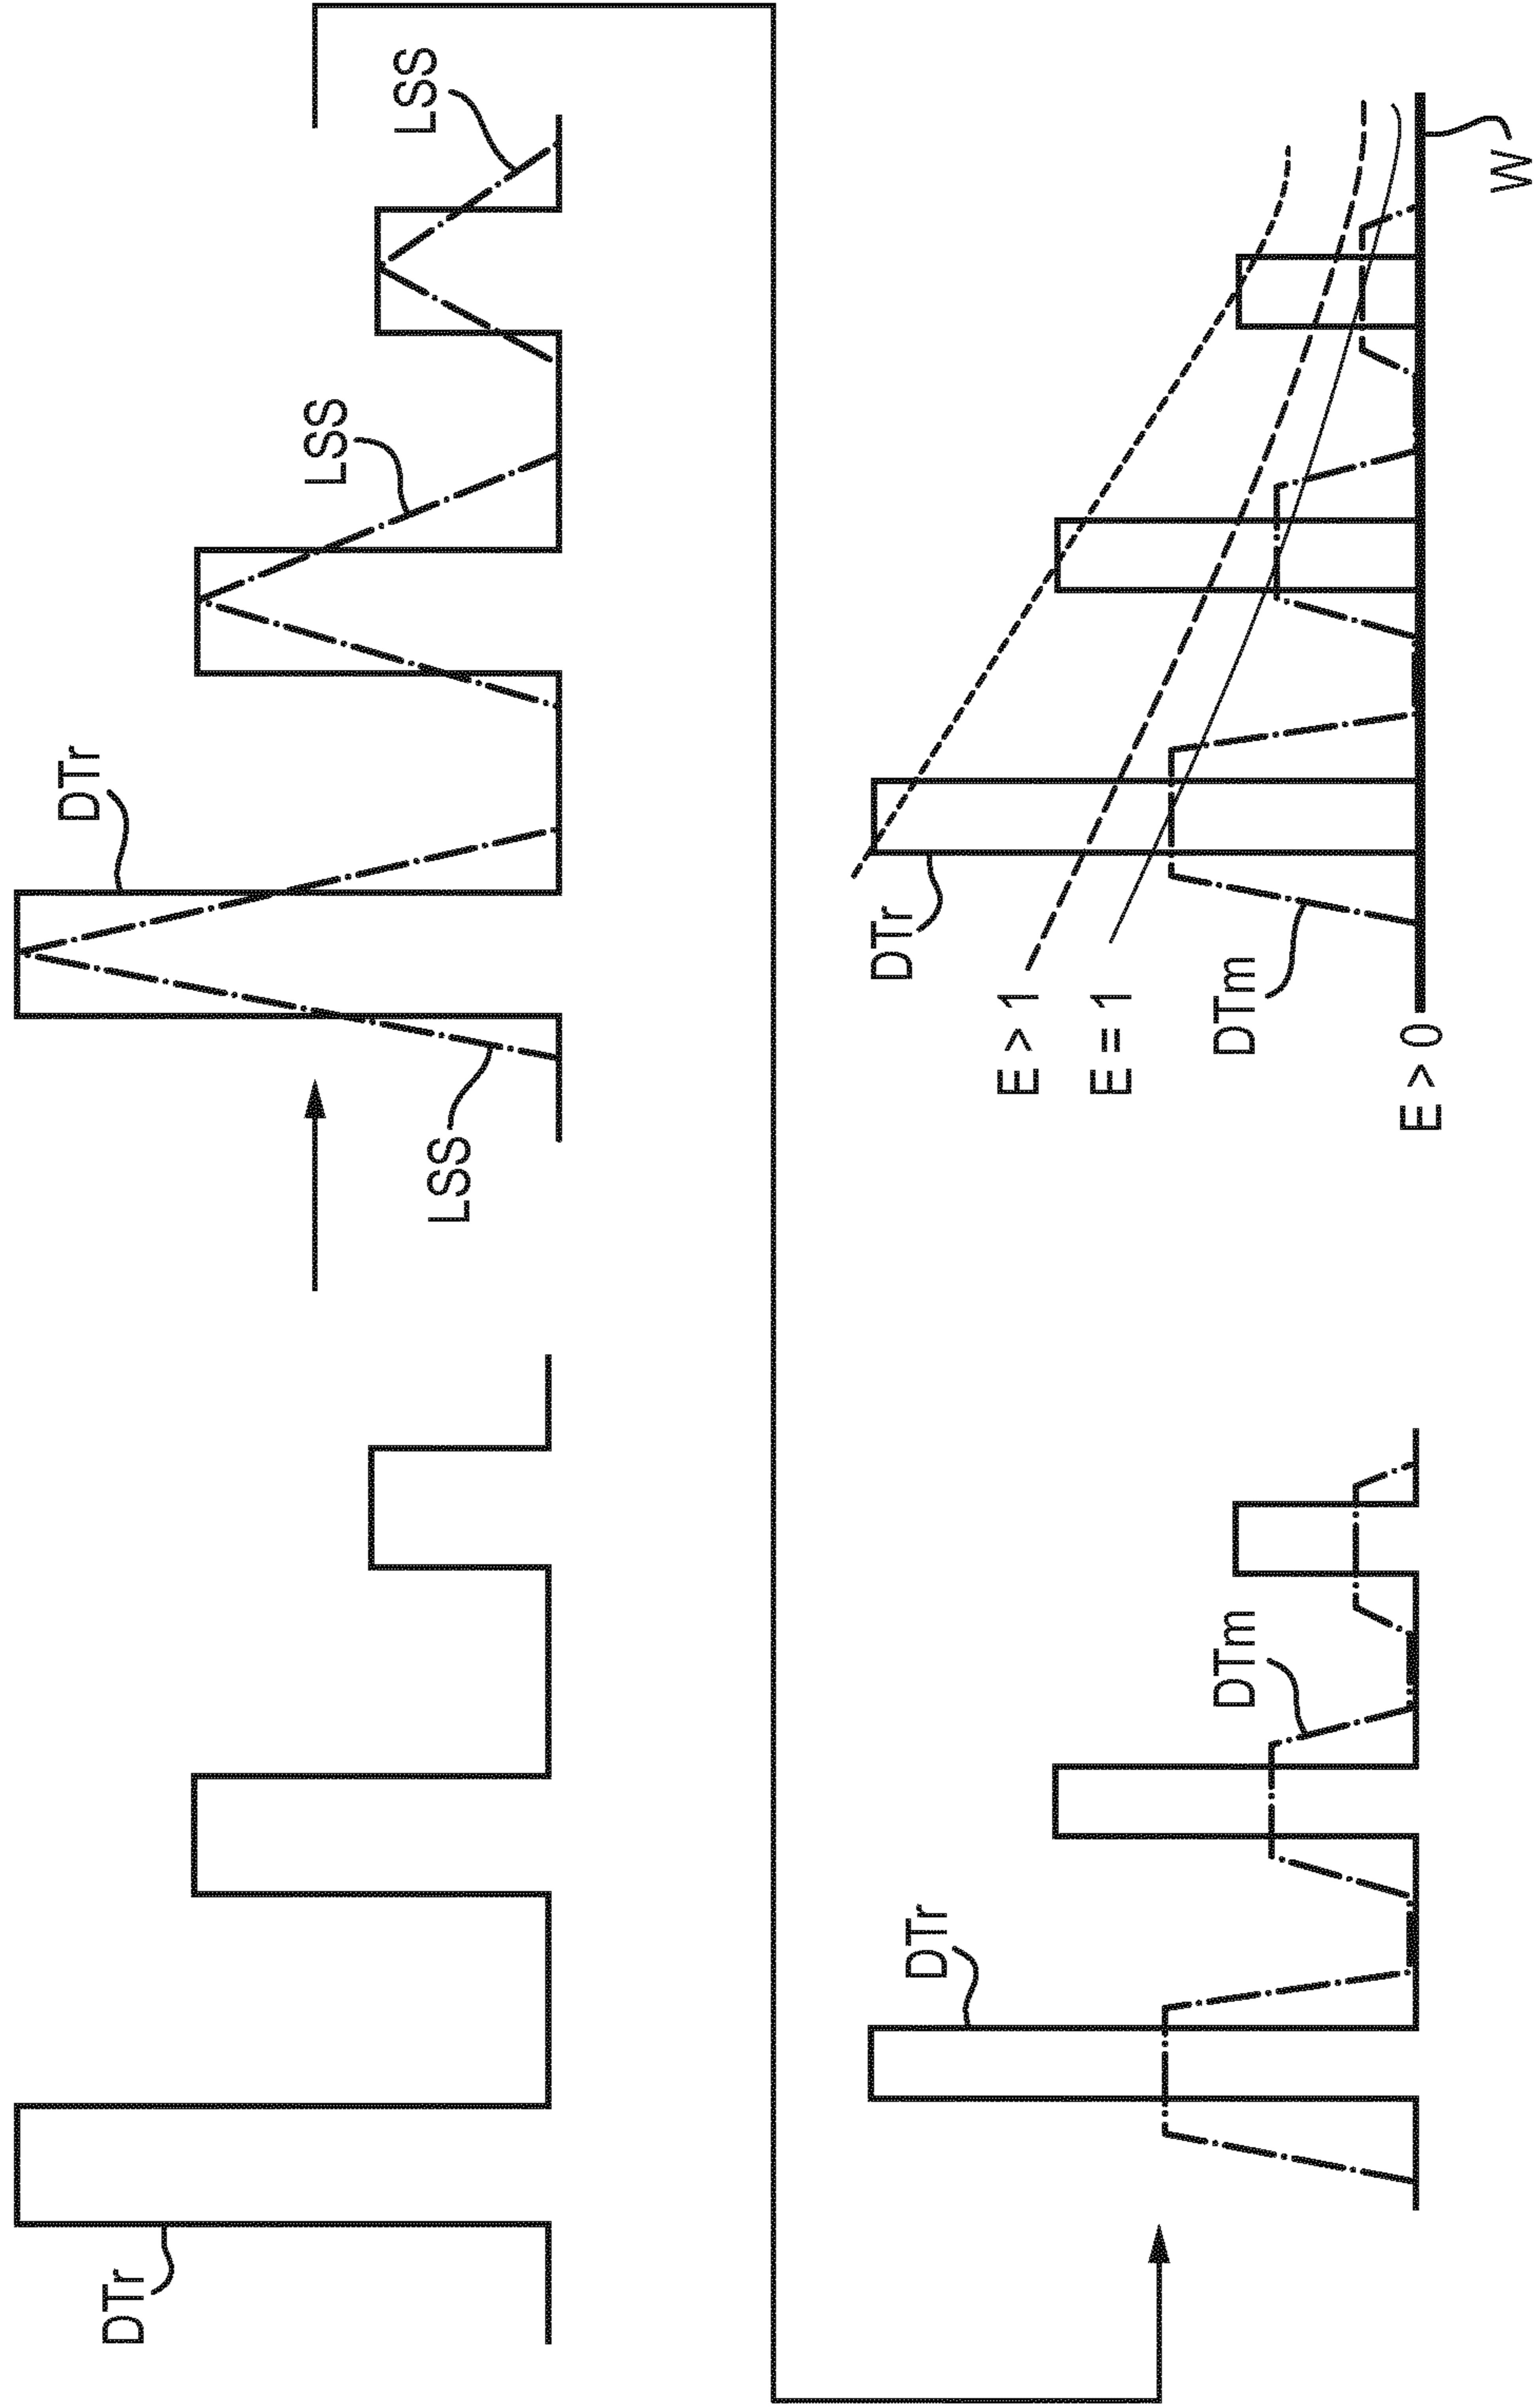 DTr
LSS
DTr
LSS
LSS
DTr
DTm
E > 1
E = 1
E > 0
DTr
DTm
W